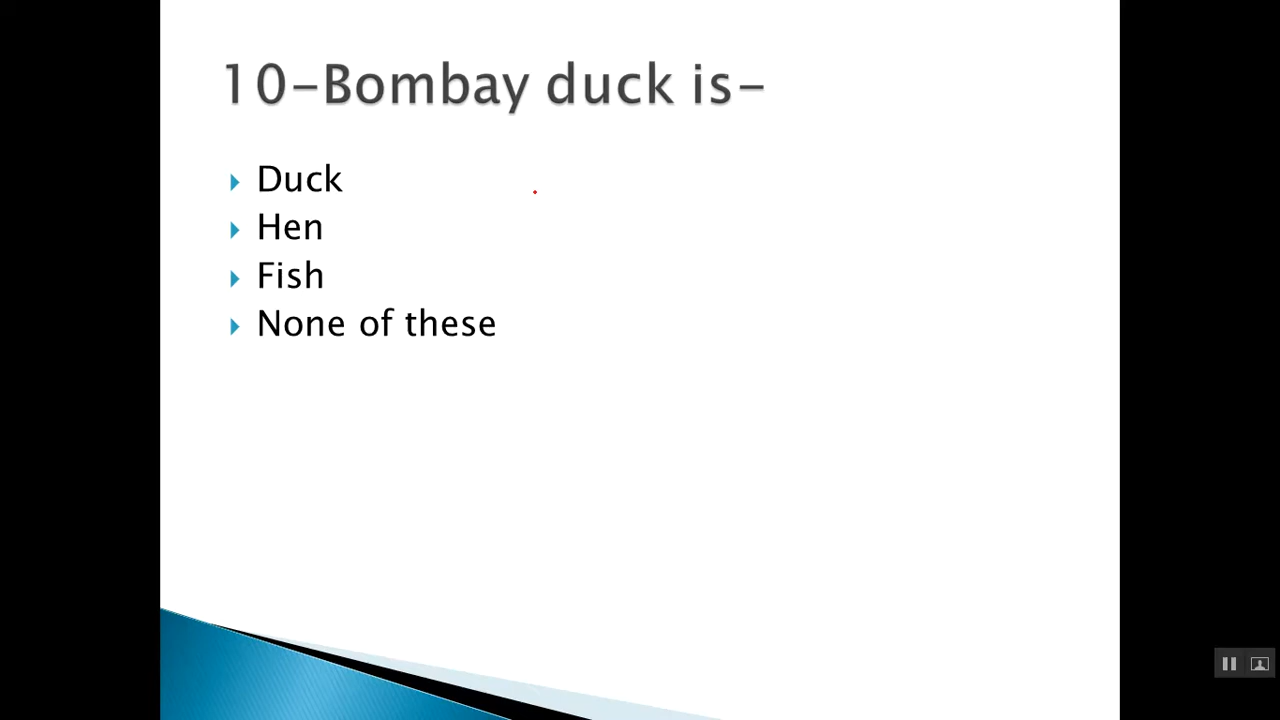 10-Bombay duck is-
Duck
Hen
Fish
None of these